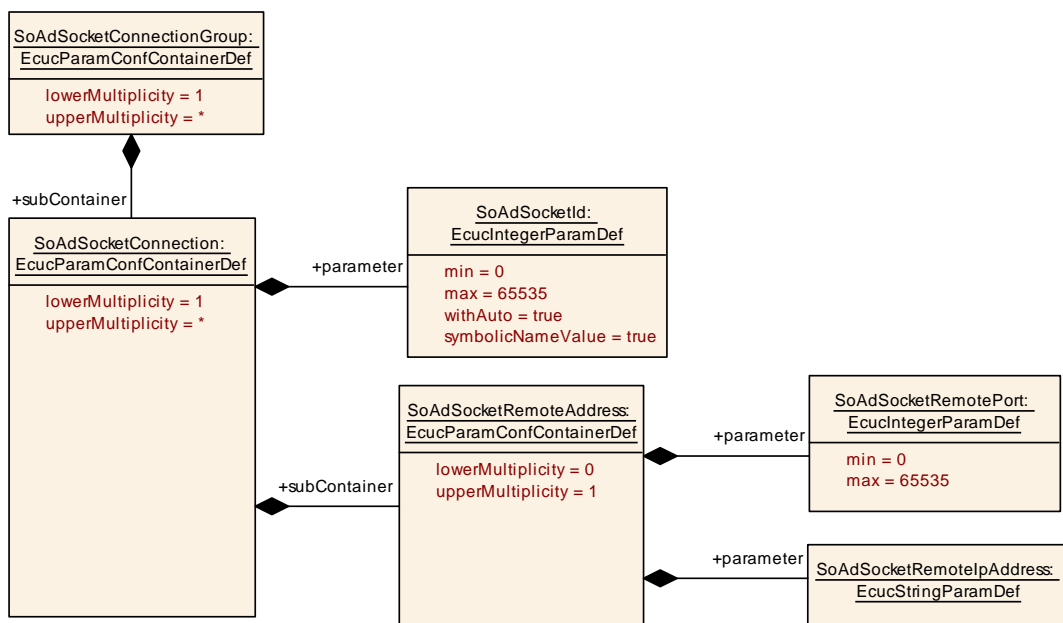 SoAdSocketConnectionGroup:
EcucParamConfContainerDef
lowerMultiplicity = 1
upperMultiplicity = *
+subContainer
SoAdSocketConnection:
EcucParamConfContainerDef
lowerMultiplicity = 1
upperMultiplicity = *
+parameter
SoAdSocketId:
EcucIntegerParamDef
min = 0
max = 65535
withAuto = true
symbolicNameValue = true
+subContainer
SoAdSocketRemoteAddress:
EcucParamConfContainerDef
lowerMultiplicity = 0
upperMultiplicity = 1
+parameter
SoAdSocketRemotePort:
EcucIntegerParamDef
min = 0
max = 65535
+parameter
SoAdSocketRemoteIpAddress:
EcucStringParamDef